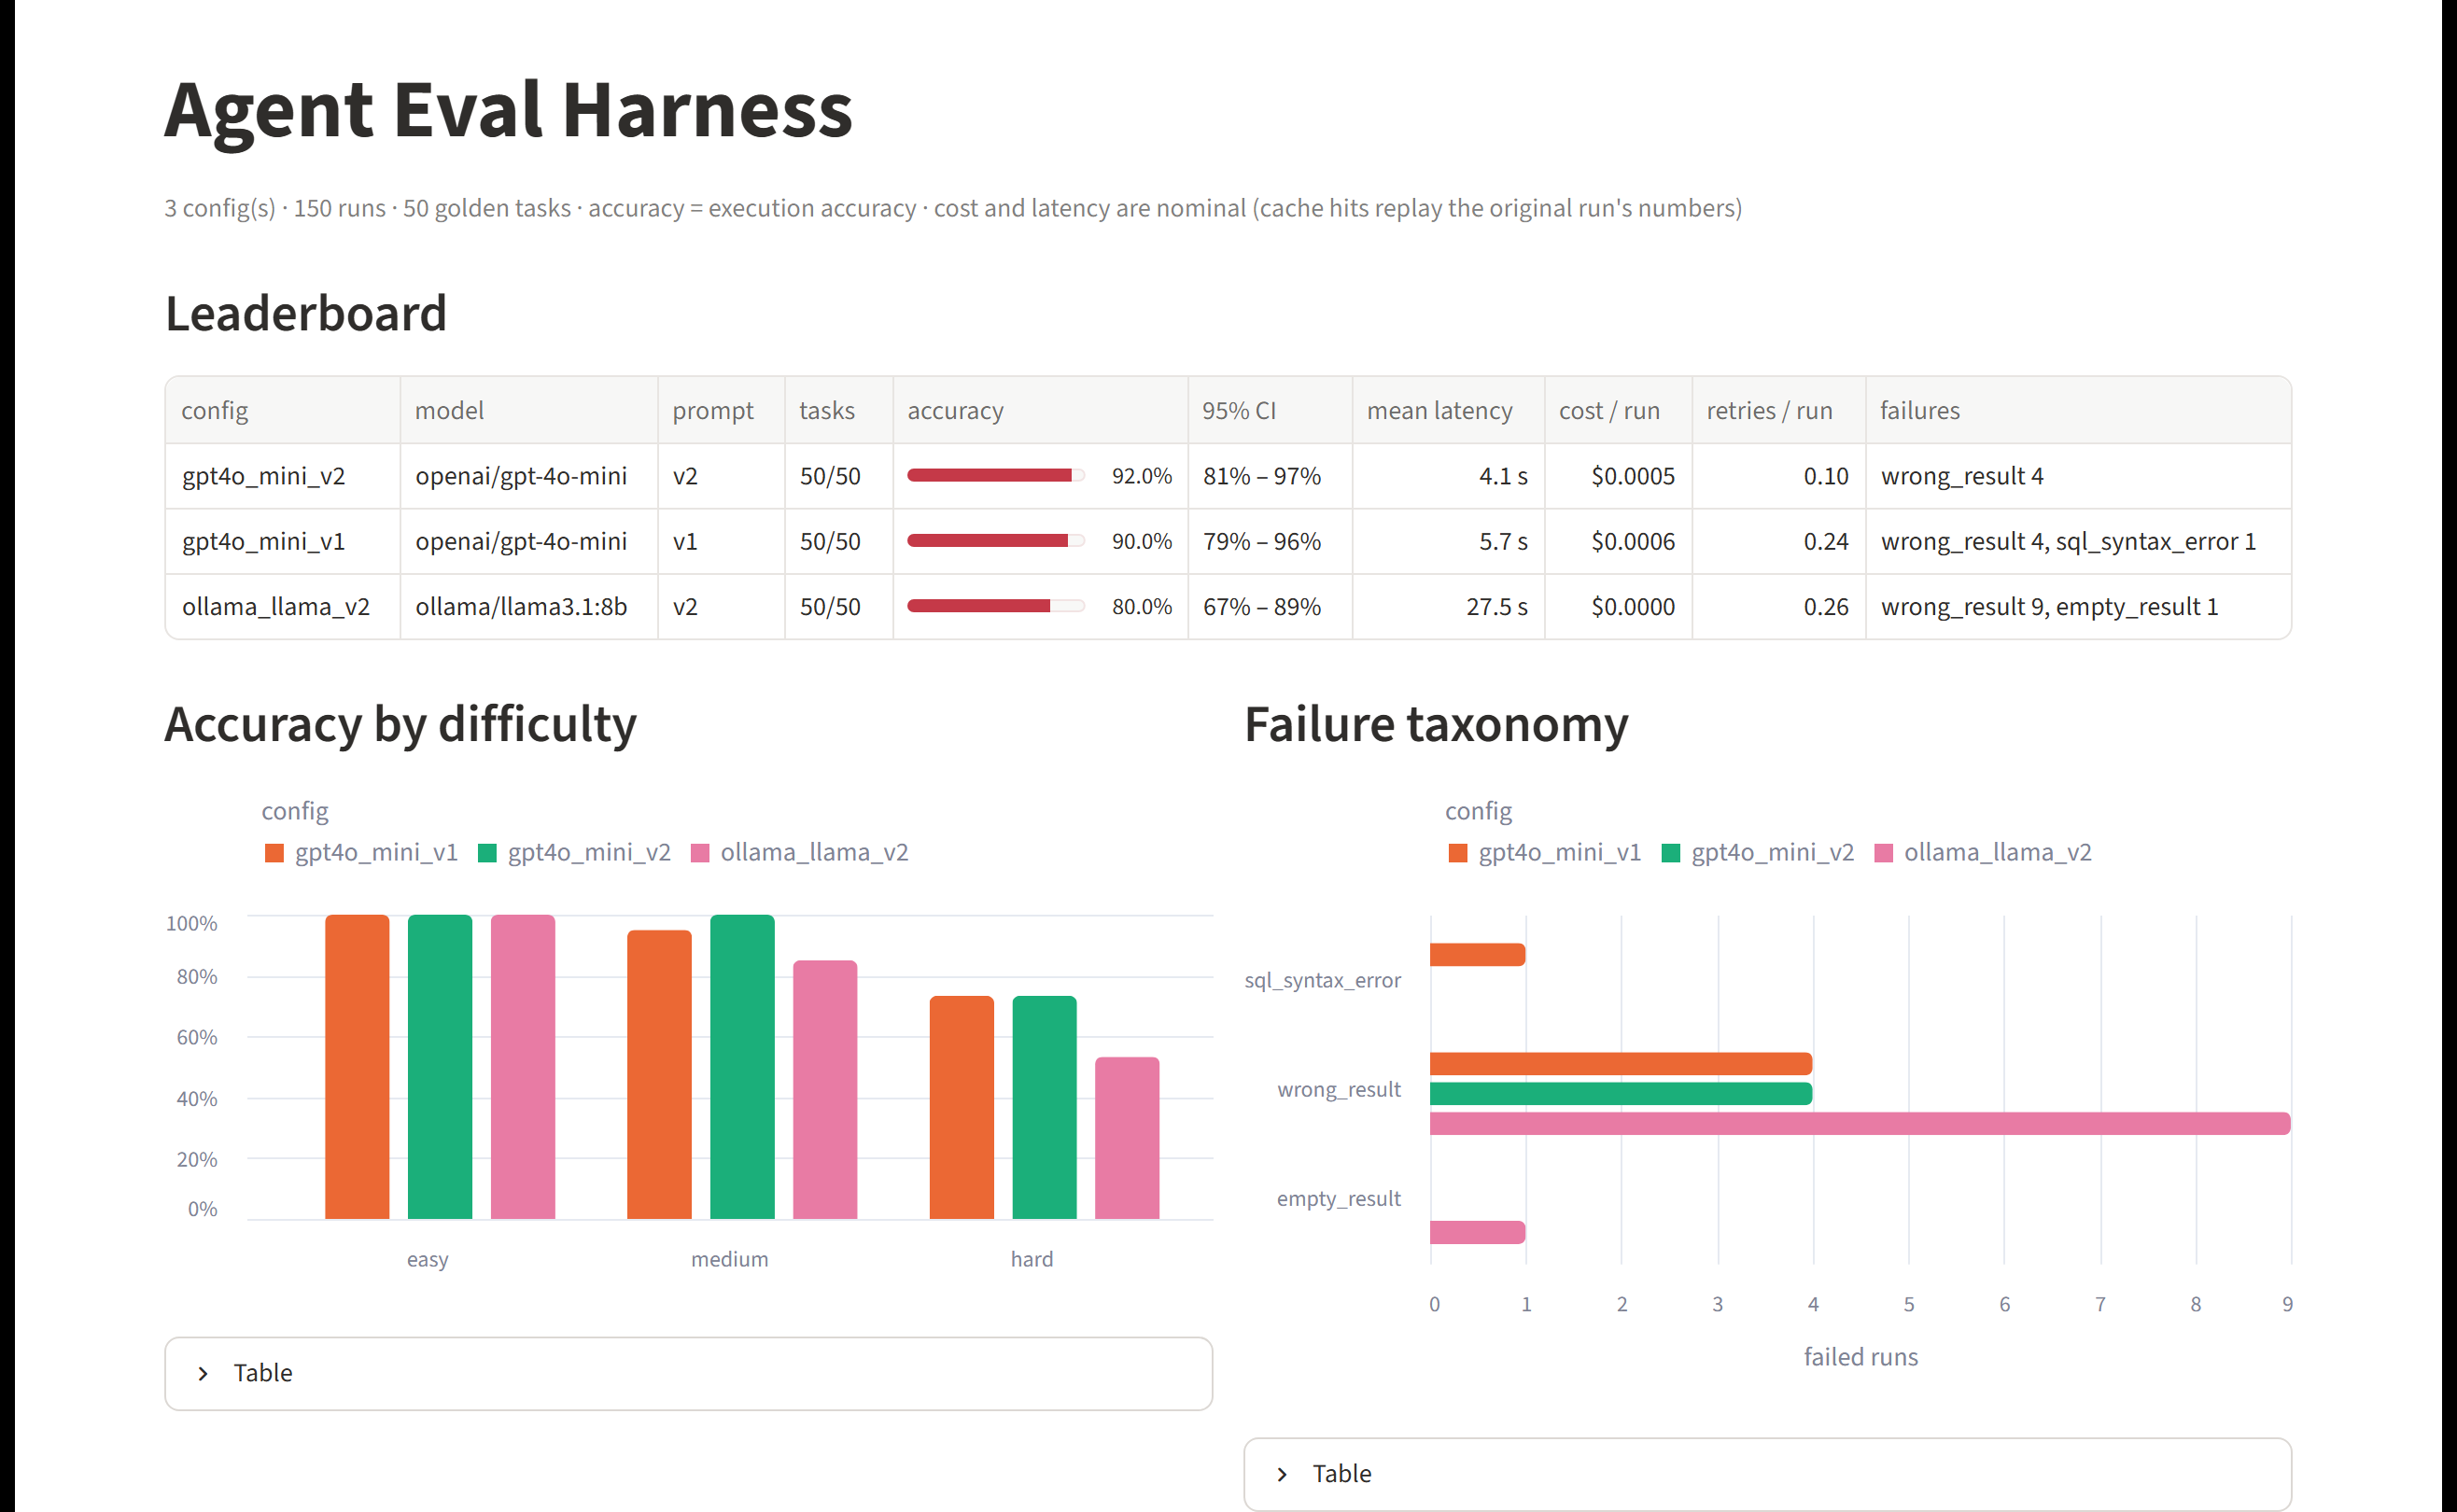 Agent Eval Harness
3 config(s) · 150 runs · 50 golden tasks · accuracy = execution accuracy · cost and latency are nominal (cache hits replay the original run's numbers)
Leaderboard
config model prompt tasks accuracy 95% CI mean latency cost / run retries / run failures
gpt4o_mini_v2 openai/gpt-4o-mini v2 50/50 92.0% 81% – 97% 4.1 s $0.0005 0.10 wrong_result 4
gpt4o_mini_v1 openai/gpt-4o-mini v1 50/50 90.0% 79% – 96% 5.7 s $0.0006 0.24 wrong_result 4, sql_syntax_error 1
ollama_llama_v2 ollama/llama3.1:8b v2 50/50 80.0% 67% – 89% 27.5 s $0.0000 0.26 wrong_result 9, empty_result 1
Accuracy by difficulty
config
gpt4o_mini_v1 gpt4o_mini_v2 ollama_llama_v2
100%
80%
60%
40%
20%
0%
easy medium hard
Table
Failure taxonomy
config
gpt4o_mini_v1 gpt4o_mini_v2 ollama_llama_v2
sql_syntax_error
wrong_result
empty_result
0 1 2 3 4 5 6 7 8 9
failed runs
Table